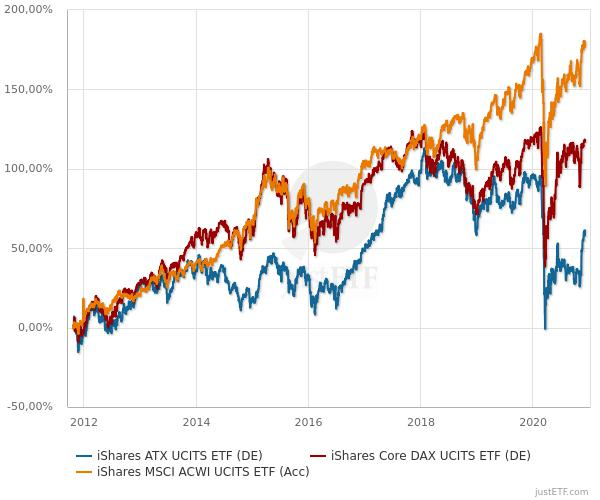 200,00%
150,00%
100,00%
50,00%
0,00%
-50,00%
2012 2014 2016 2018 2020
justETF
iShares ATX UCITS ETF (DE) iShares Core DAX UCITS ETF (DE)
iShares MSCI ACWI UCITS ETF (Acc)
justETF.com